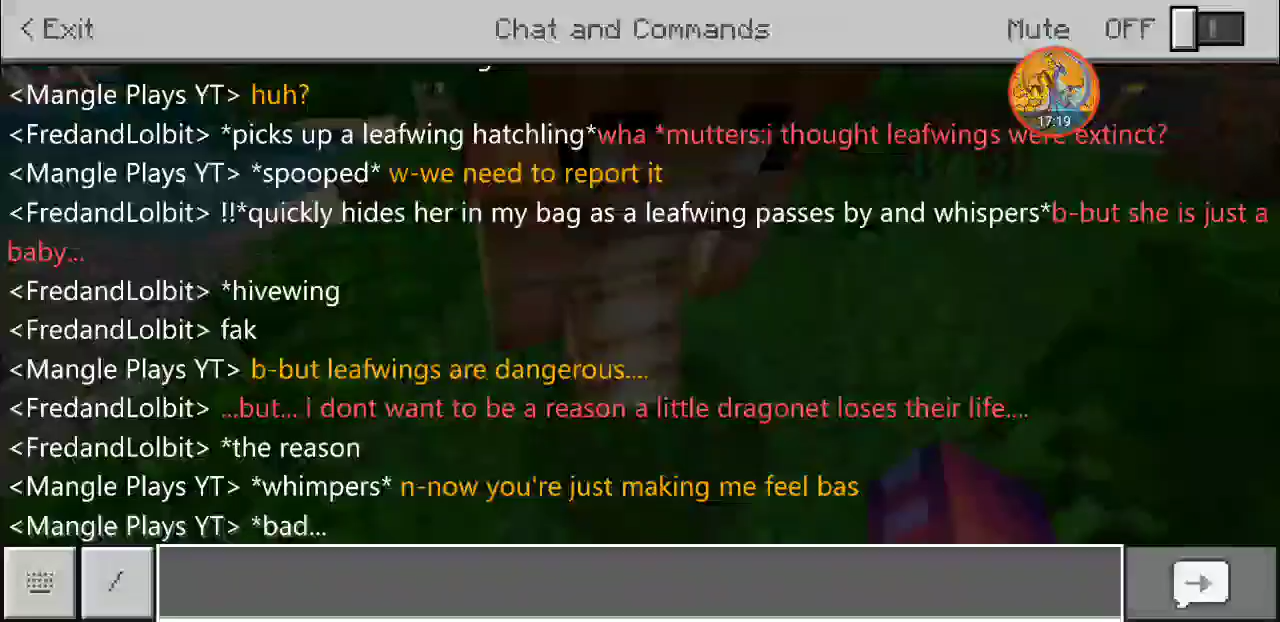 < Exit Chat and Commands Mute OFF
<Mangle Plays YT> huh?
17:19
<FredandLolbit> *picks up a leafwing hatchling*wha *mutters:i thought leafwings were extinct?
<Mangle Plays YT> *spooped* w-we need to report it
<FredandLolbit> !!*quickly hides her in my bag as a leafwing passes by and whispers*b-but she is just a
baby...
<FredandLolbit> *hivewing
<FredandLolbit> fak
<Mangle Plays YT> b-but leafwings are dangerous....
<FredandLolbit> ...but... I dont want to be a reason a little dragonet loses their life....
<FredandLolbit> *the reason
<Mangle Plays YT> *whimpers* n-now you're just making me feel bas
<Mangle Plays YT> *bad...
/